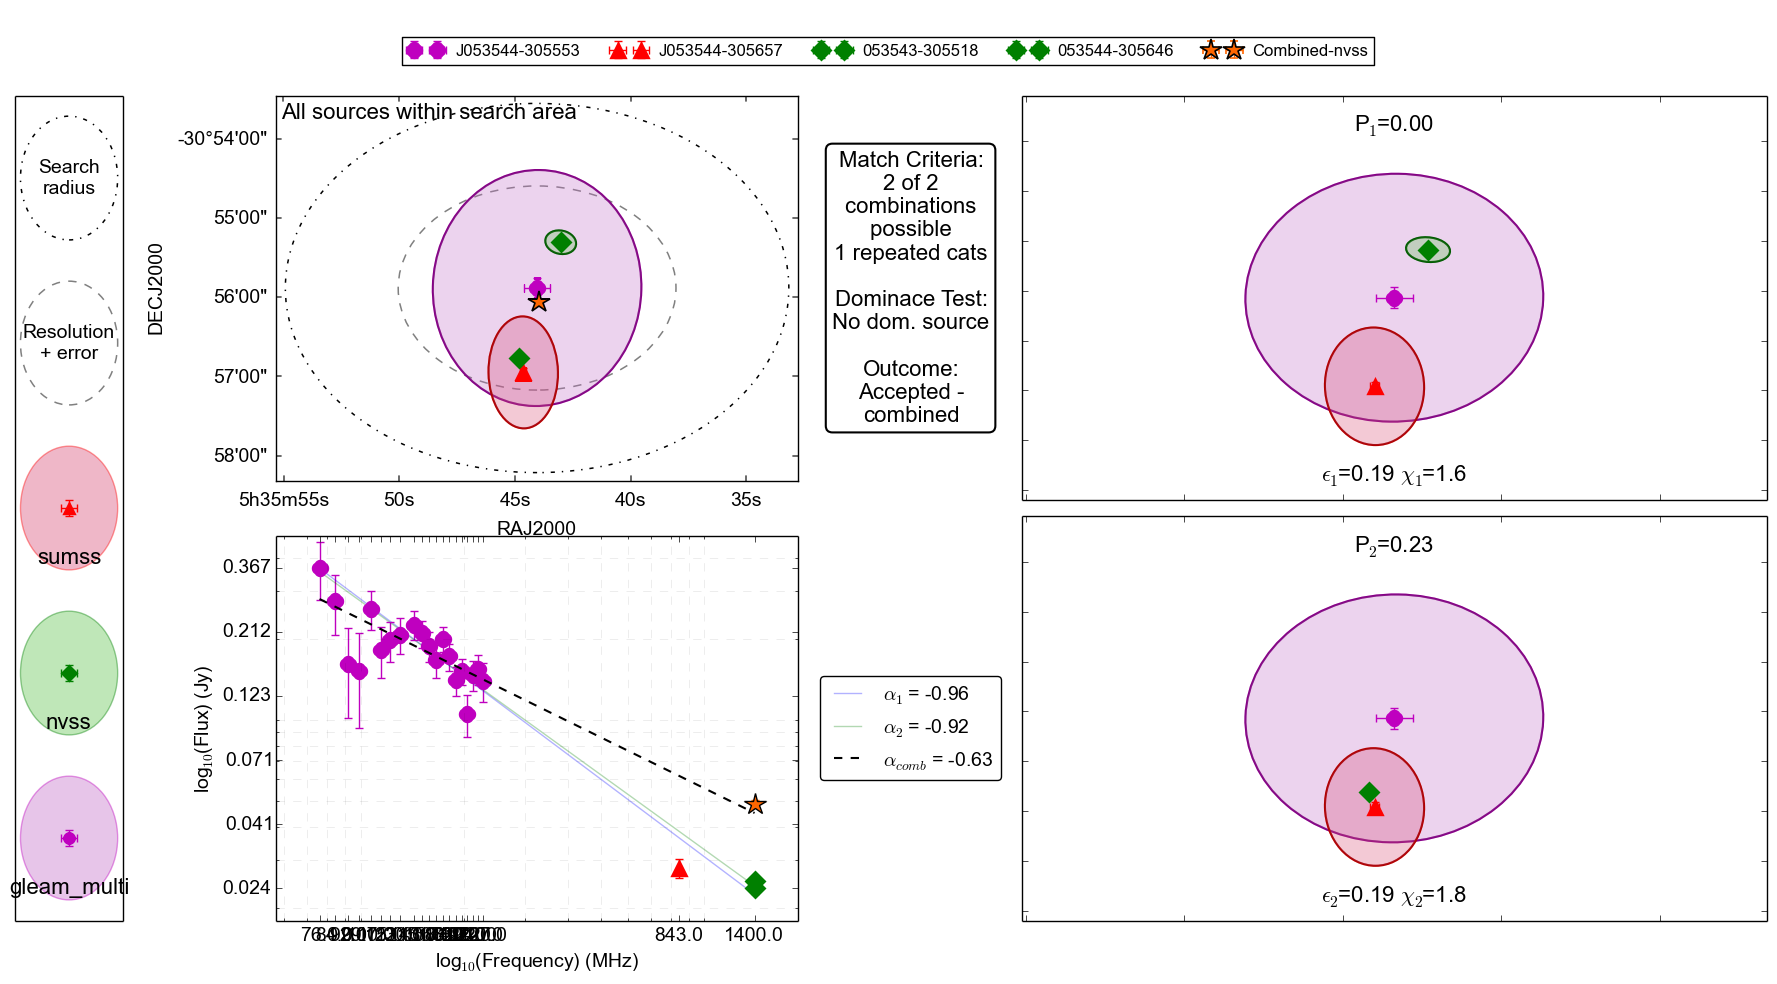 J053544-305553
J053544-305657
053543-305518
053544-305646
Combined-nvss
Search
radius
Resolution
+ error
sumss
nvss
gleam_multi
All sources within search area
DECJ2000
-30°54'00"
55'00"
56'00"
57'00"
58'00"
5h35m55s
50s
45s
40s
35s
RAJ2000
Match Criteria:
2 of 2
combinations
possible
1 repeated cats
Dominace Test:
No dom. source
Outcome:
Accepted -
combined
P1=0.00
ϵ1=0.19 χ1=1.6
P2=0.23
ϵ2=0.19 χ2=1.8
log10(Flux) (Jy)
0.367
0.212
0.123
0.071
0.041
0.024
843.0
1400.0
log10(Frequency) (MHz)
α1 = -0.96
α2 = -0.92
αcomb = -0.63